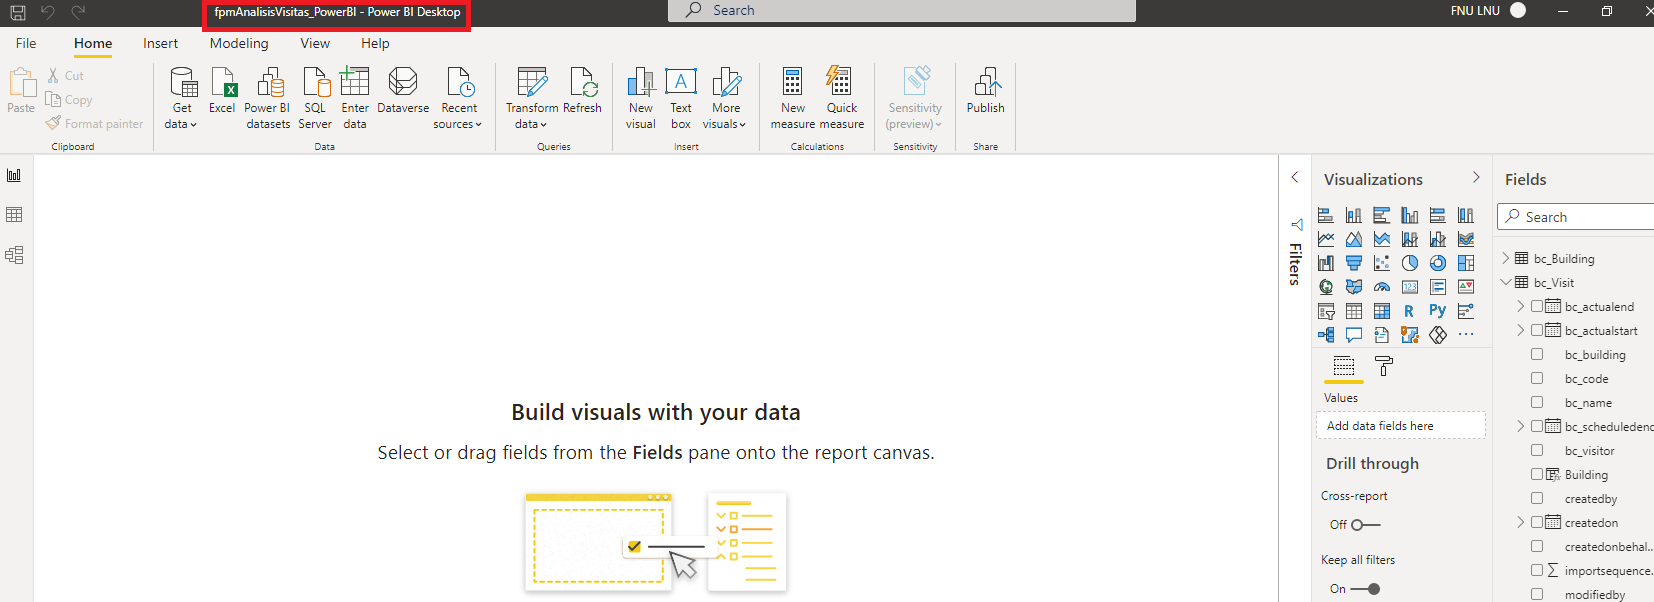 fpmAnalisisVisitas_PowerBI - Power BI Desktop
Search
FNU LNU
File Home Insert Modeling View Help
Paste
Cut
Copy
Format painter
Clipboard
Get data
Excel
Power BI datasets
SQL Server
Enter data
Dataverse
Recent sources
Data
Transform data
Refresh
Queries
New visual
Text box
More visuals
Insert
New measure
Quick measure
Calculations
Sensitivity (preview)
Sensitivity
Publish
Share
Build visuals with your data
Select or drag fields from the Fields pane onto the report canvas.
Filters
Visualizations
123
R
Py
Values
Add data fields here
Drill through
Cross-report
Off
Keep all filters
On
Fields
Search
bc_Building
bc_Visit
bc_actualend
bc_actualstart
bc_building
bc_code
bc_name
bc_scheduledend
bc_visitor
Building
createdby
createdon
createdonbehal...
importsequence...
modifiedby